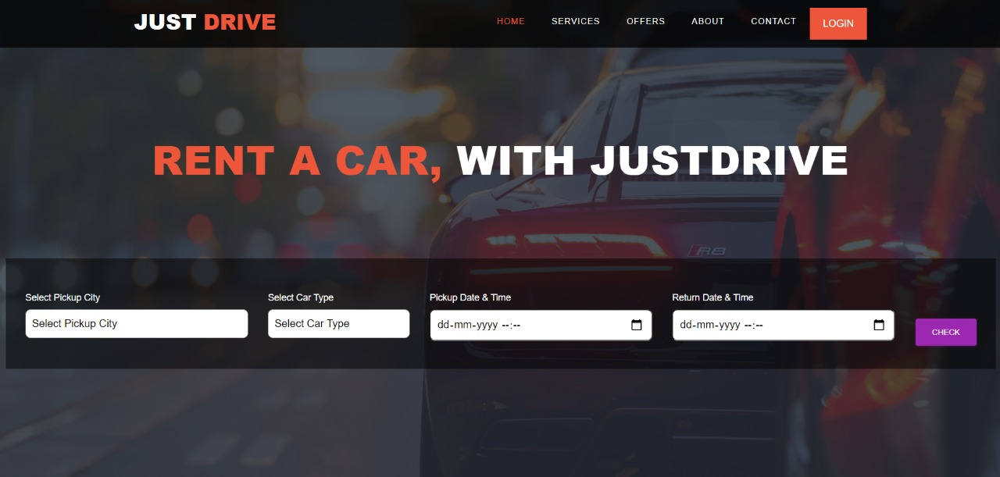 JUST DRIVE
HOME SERVICES OFFERS ABOUT CONTACT LOGIN
RENT A CAR, WITH JUSTDRIVE
R8
Select Pickup City Select Car Type Pickup Date & Time Return Date & Time
Select Pickup City Select Car Type dd-mm-yyyy --:-- dd-mm-yyyy --:--
CHECK